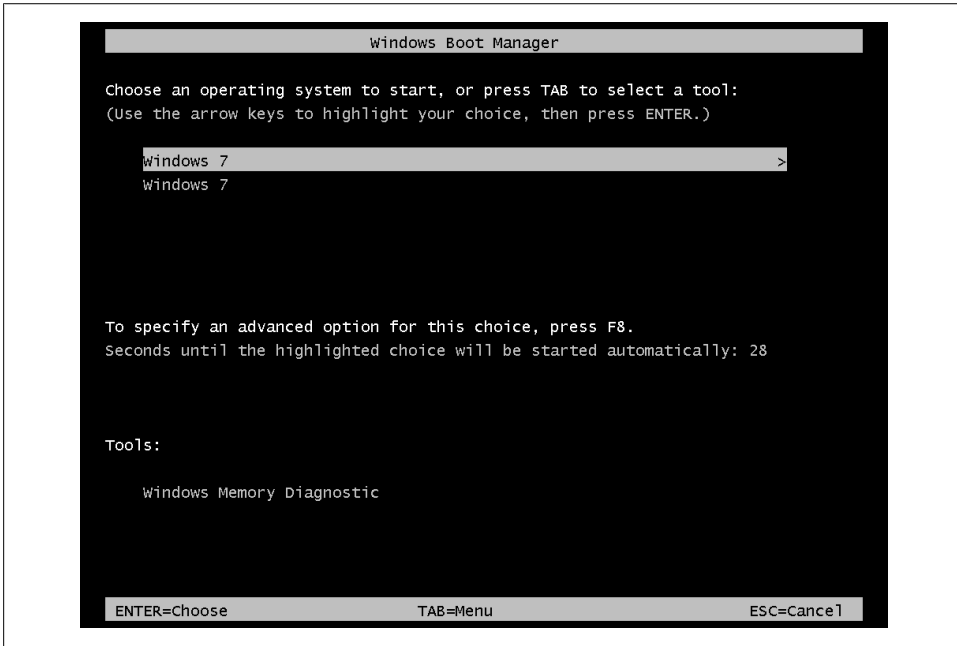 Windows Boot Manager
Choose an operating system to start, or press TAB to select a tool:
(Use the arrow keys to highlight your choice, then press ENTER.)
Windows 7 >
Windows 7
To specify an advanced option for this choice, press F8.
Seconds until the highlighted choice will be started automatically: 28
Tools:
Windows Memory Diagnostic
ENTER=Choose TAB=Menu ESC=Cancel